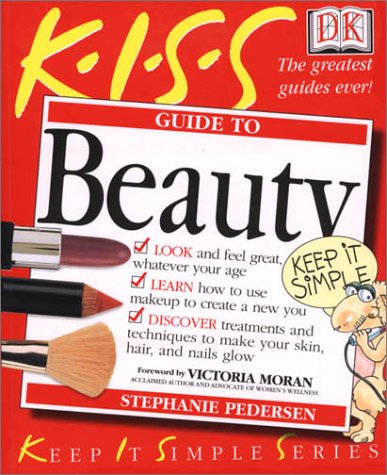 K•I•S•S
DK
The greatest
guides ever!
GUIDE TO
Beauty
LOOK and feel great,
whatever your age
LEARN how to use
makeup to create a new you
DISCOVER treatments and
techniques to make your skin,
hair, and nails glow
KEEP IT
SIMPLE
Foreword by VICTORIA MORAN
ACCLAIMED AUTHOR AND ADVOCATE OF WOMEN'S WELLNESS
STEPHANIE PEDERSEN
KEEP IT SIMPLE SERIES